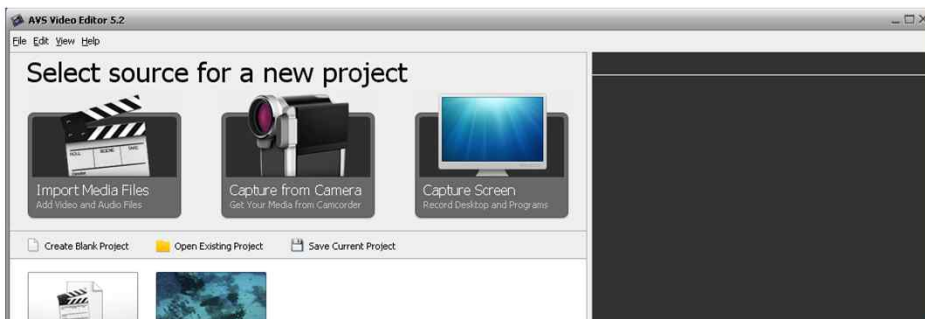 AVS Video Editor 5.2
File Edit View Help
Select source for a new project
Import Media Files
Add Video and Audio Files
Capture from Camera
Get Your Media from Camcorder
Capture Screen
Record Desktop and Programs
Create Blank Project Open Existing Project Save Current Project